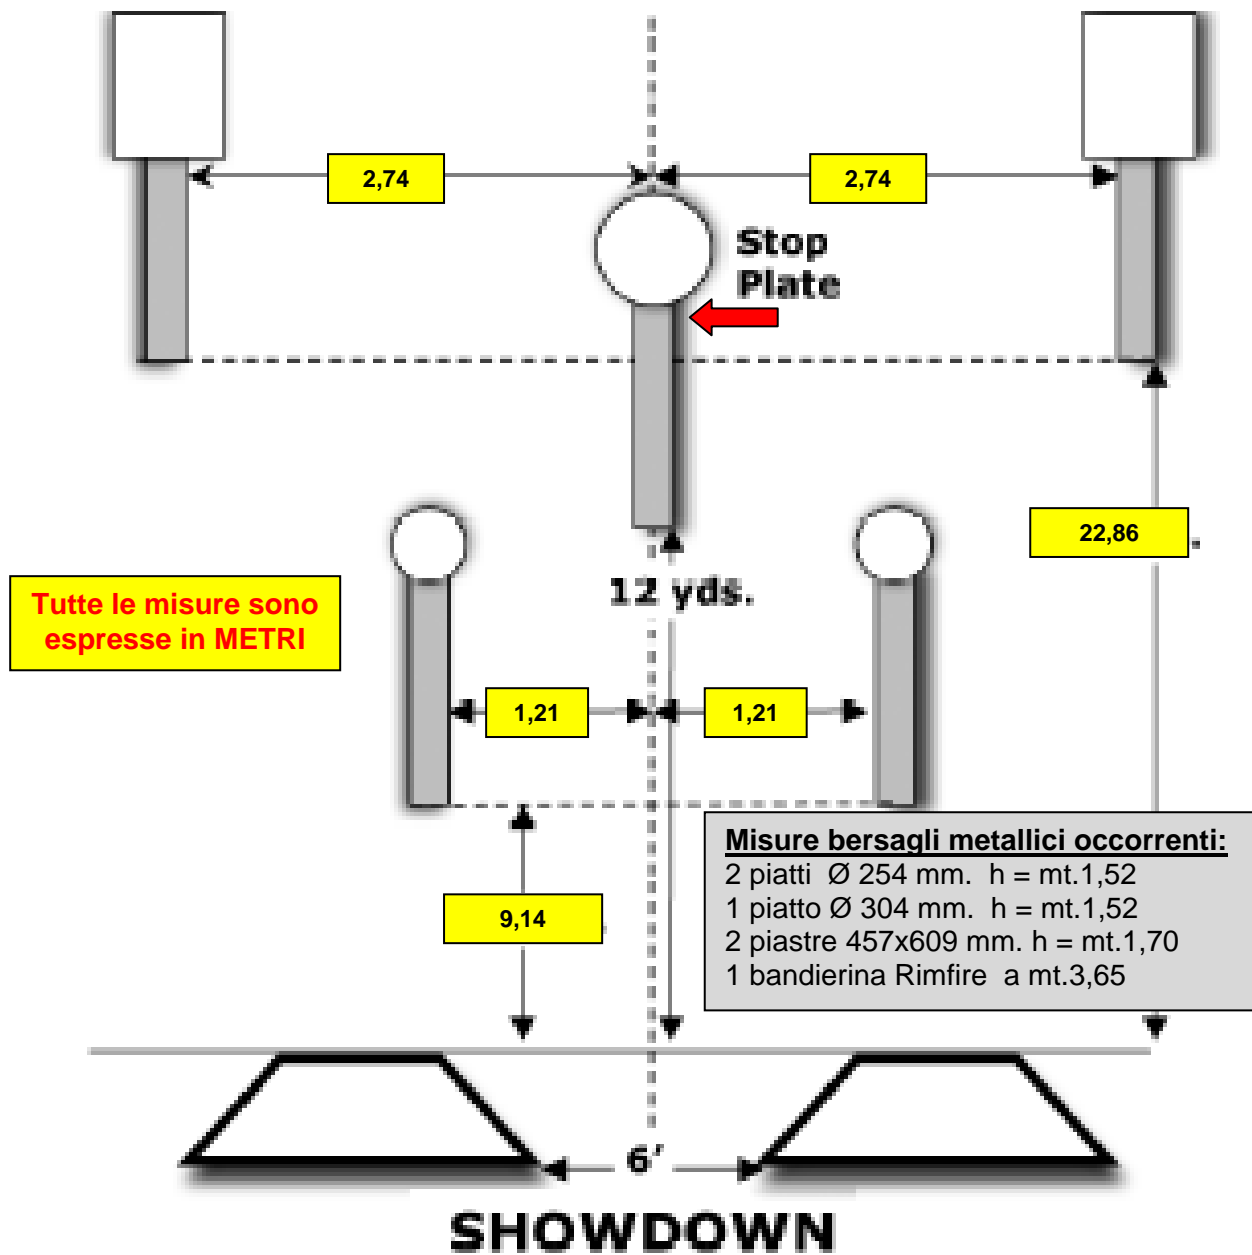 2,74
2,74
Stop
Plate
22,86
12 yds.
Tutte le misure sono
espresse in METRI
1,21
1,21
Misure bersagli metallici occorrenti:
2 piatti Ø 254 mm. h = mt.1,52
1 piatto Ø 304 mm. h = mt.1,52
2 piastre 457x609 mm. h = mt.1,70
1 bandierina Rimfire a mt.3,65
9,14
6'
SHOWDOWN